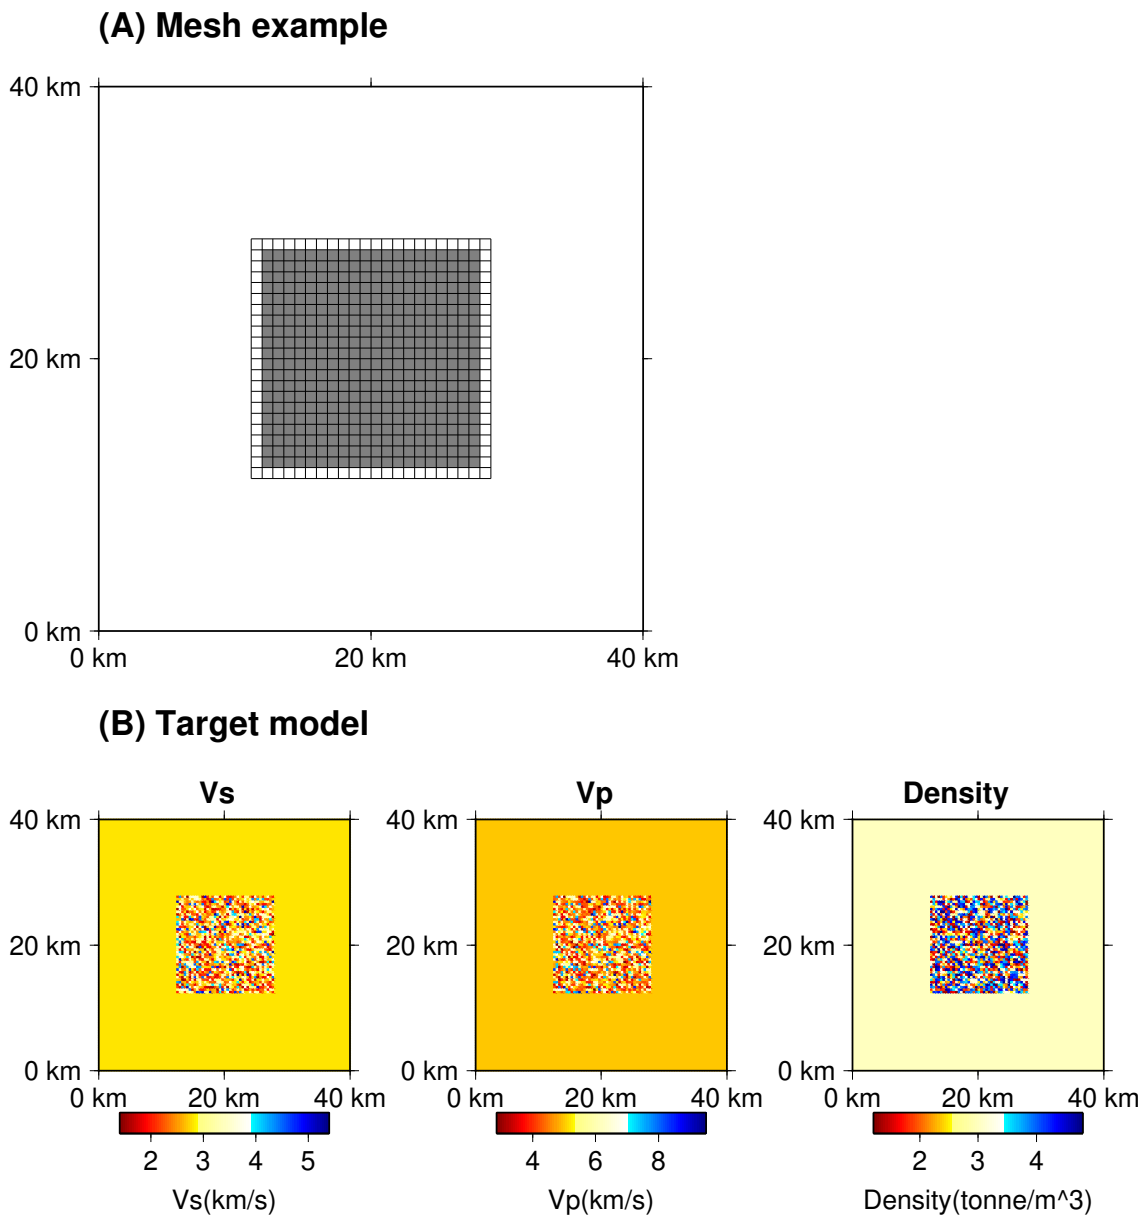 (A) Mesh example
40 km
20 km
0 km
0 km 20 km 40 km
(B) Target model
Vs Vp Density
40 km 40 km 40 km
20 km 20 km 20 km
0 km 0 km 0 km
0 km 20 km 40 km 0 km 20 km 40 km 0 km 20 km 40 km
2 3 4 5 4 6 8 2 3 4
Vs(km/s) Vp(km/s) Density(tonne/m^3)